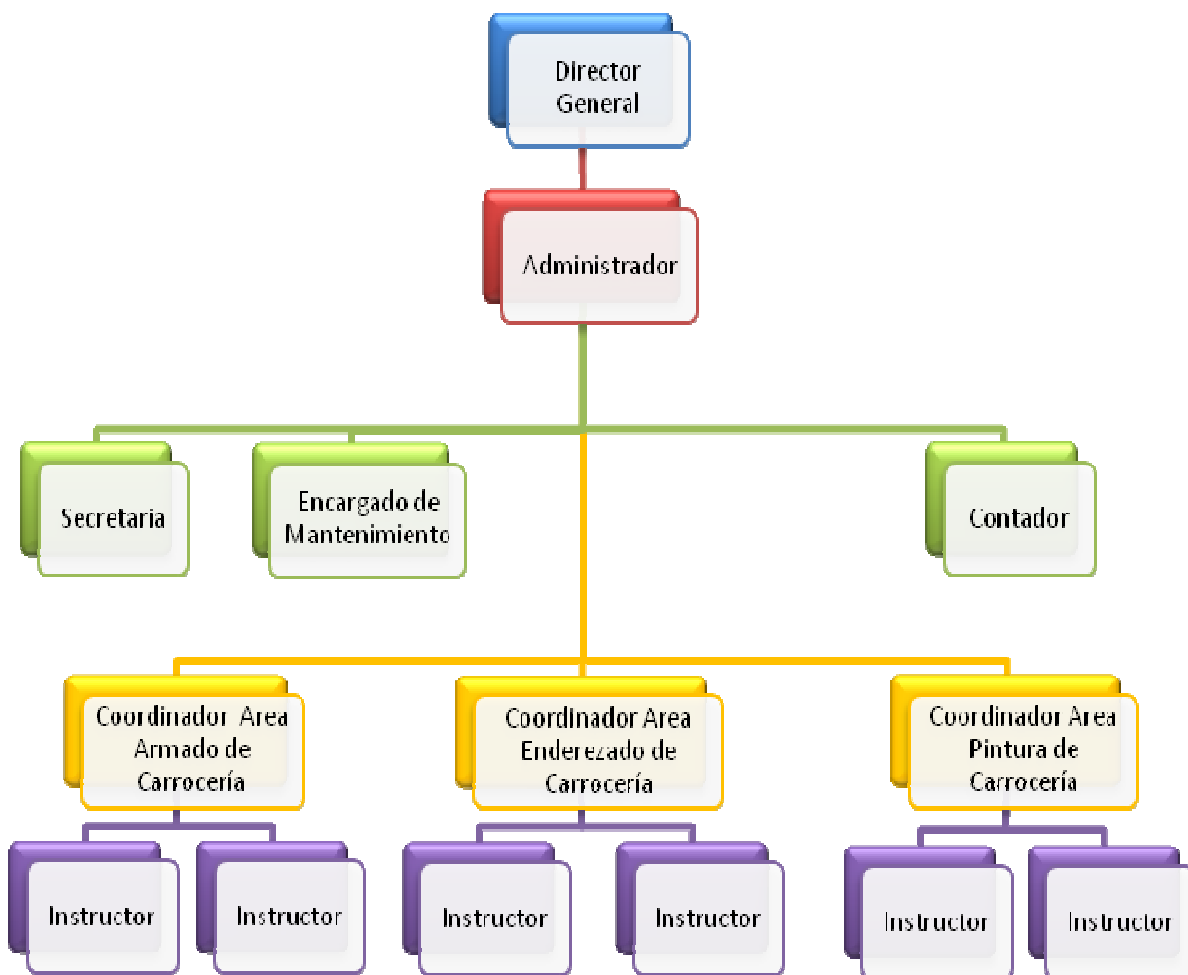 Director
General
Administrador
Secretaria
Encargado de
Mantenimiento
Contador
Coordinador Area
Armado de
Carrocería
Coordinador Area
Enderezado de
Carrocería
Coordinador Area
Pintura de
Carrocería
Instructor
Instructor
Instructor
Instructor
Instructor
Instructor